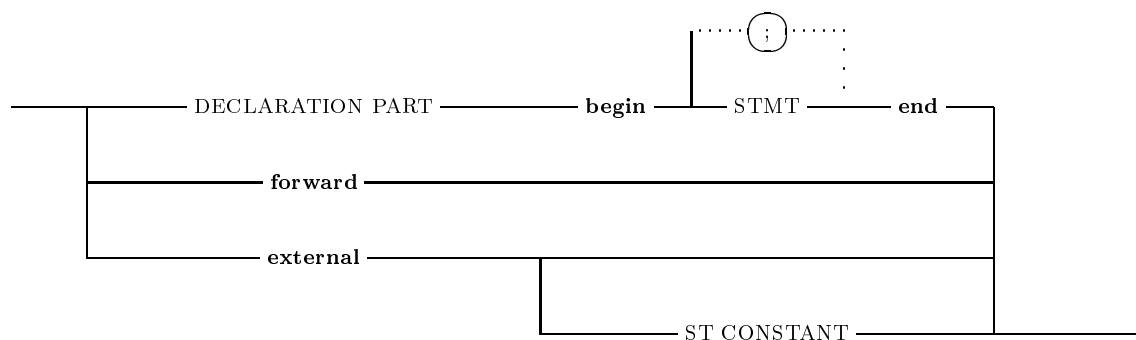 ;
DECLARATION PART begin STMT end
forward
external
ST CONSTANT